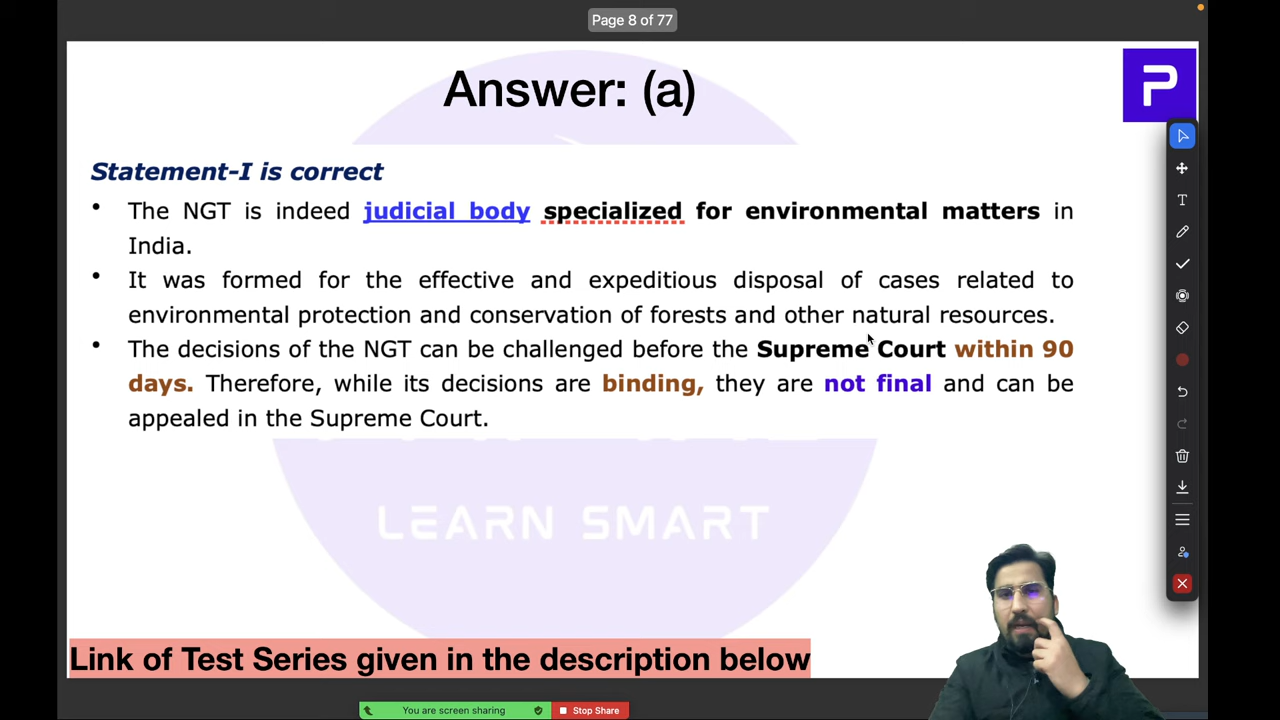 Page 8 of 77
Answer: (a)
P
Statement-I is correct
• The NGT is indeed judicial body specialized for environmental matters in
India.
• It was formed for the effective and expeditious disposal of cases related to
environmental protection and conservation of forests and other natural resources.
• The decisions of the NGT can be challenged before the Supreme Court within 90
days. Therefore, while its decisions are binding, they are not final and can be
appealed in the Supreme Court.
LEARN SMART
Link of Test Series given in the description below
You are screen sharing
Stop Share